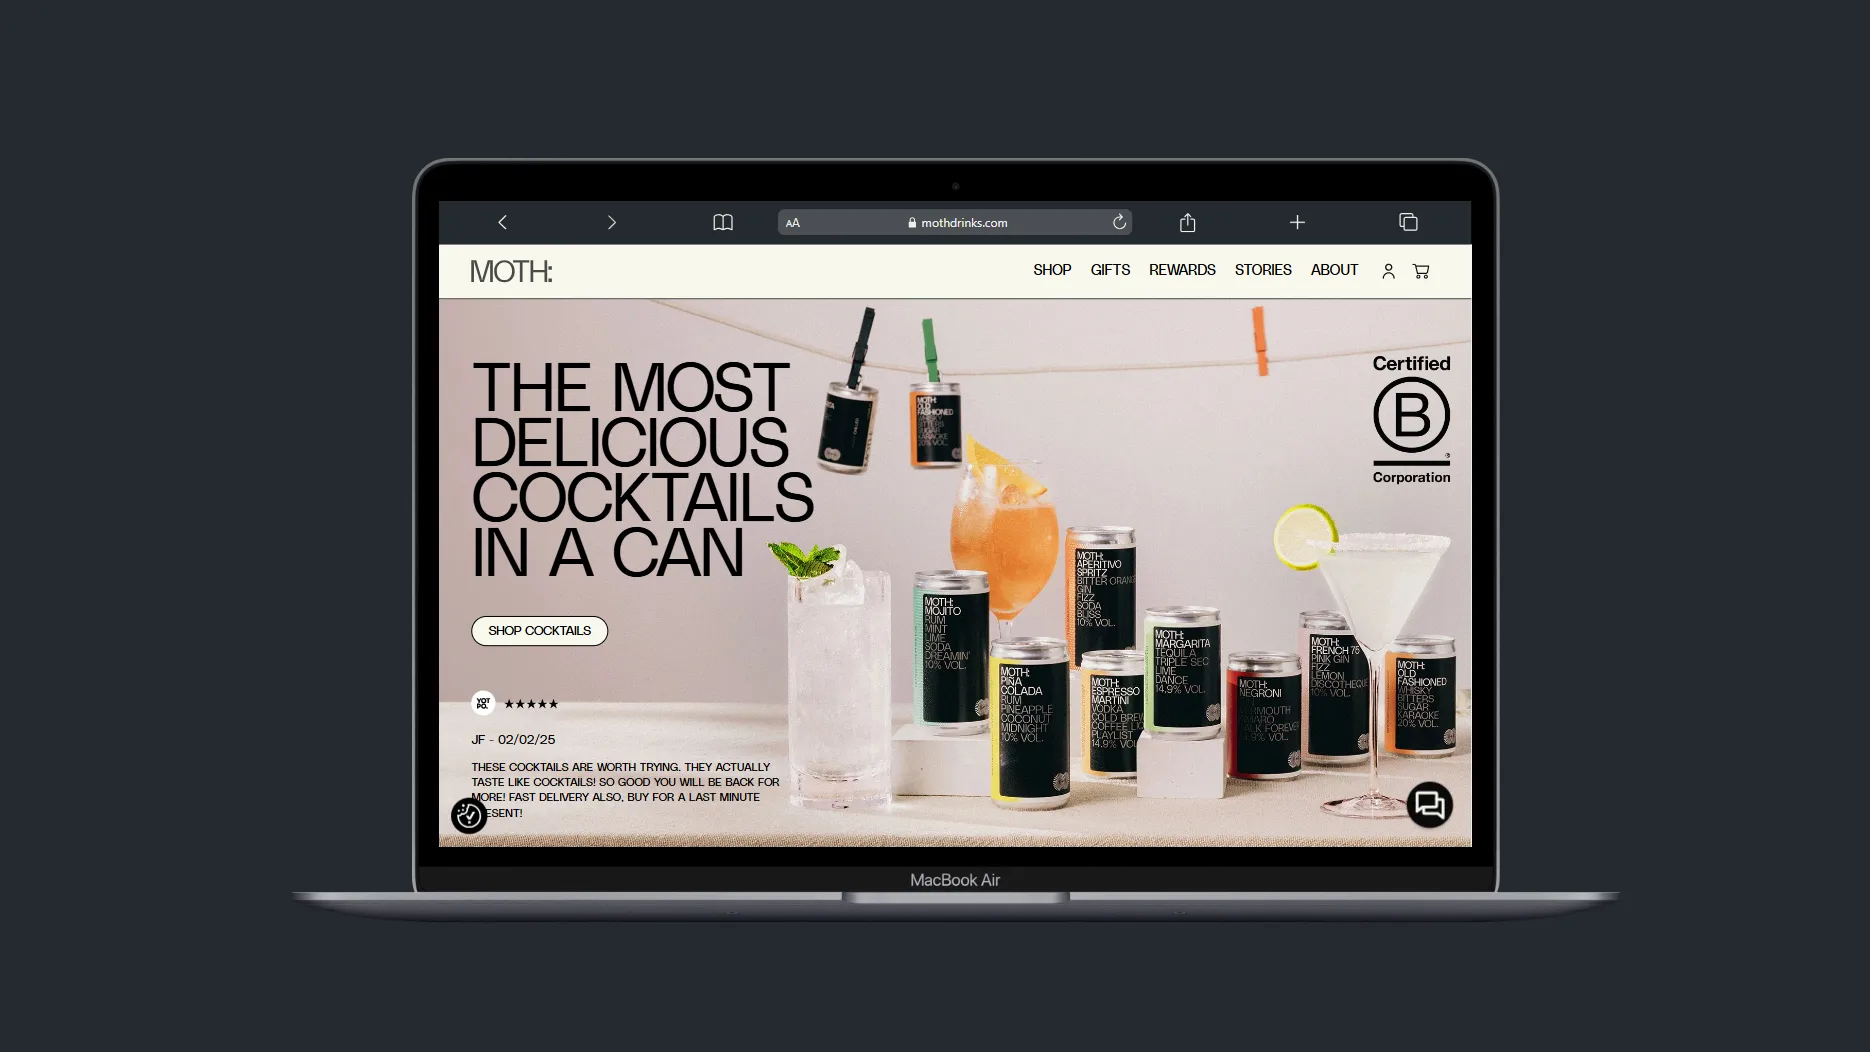 AA
mothdrinks.com
MOTH:
SHOP GIFTS REWARDS STORIES ABOUT
THE MOST
DELICIOUS
COCKTAILS
IN A CAN
SHOP COCKTAILS
Certified
B
®
Corporation
YOT
PO.
★★★★★
JF - 02/02/25
THESE COCKTAILS ARE WORTH TRYING. THEY ACTUALLY
TASTE LIKE COCKTAILS! SO GOOD YOU WILL BE BACK FOR
MORE! FAST DELIVERY ALSO, BUY FOR A LAST MINUTE
ESENT!
MOTH:
OLD
FASHIONED
WHISKY
BITTERS
SUGAR
KARAOKE
20% VOL.
MOTH:
MOJITO
RUM
MINT
LIME
SODA
DREAMIN'
10% VOL.
MOTH:
PIÑA
COLADA
RUM
PINEAPPLE
COCONUT
MIDNIGHT
10% VOL.
MOTH:
APERITIVO
SPRITZ
BITTER ORANGE
GIN
FIZZ
SODA
BLISS
10% VOL.
MOTH:
ESPRESSO
MARTINI
VODKA
COLD BREW
COFFEE
PLAYLIST
14.9% VOL
MOTH:
MARGARITA
TEQUILA
TRIPLE SEC
LIME
DANCE
14.9% VOL.
MOTH:
NEGRONI
MOTH:
FRENCH 75
PINK GIN
FIZZ
LEMON
DISCOTHEQUE
10% VOL.
MOTH:
OLD
FASHIONED
WHISKY
BITTERS
SUGAR
KARAOKE
20% VOL.
MacBook Air